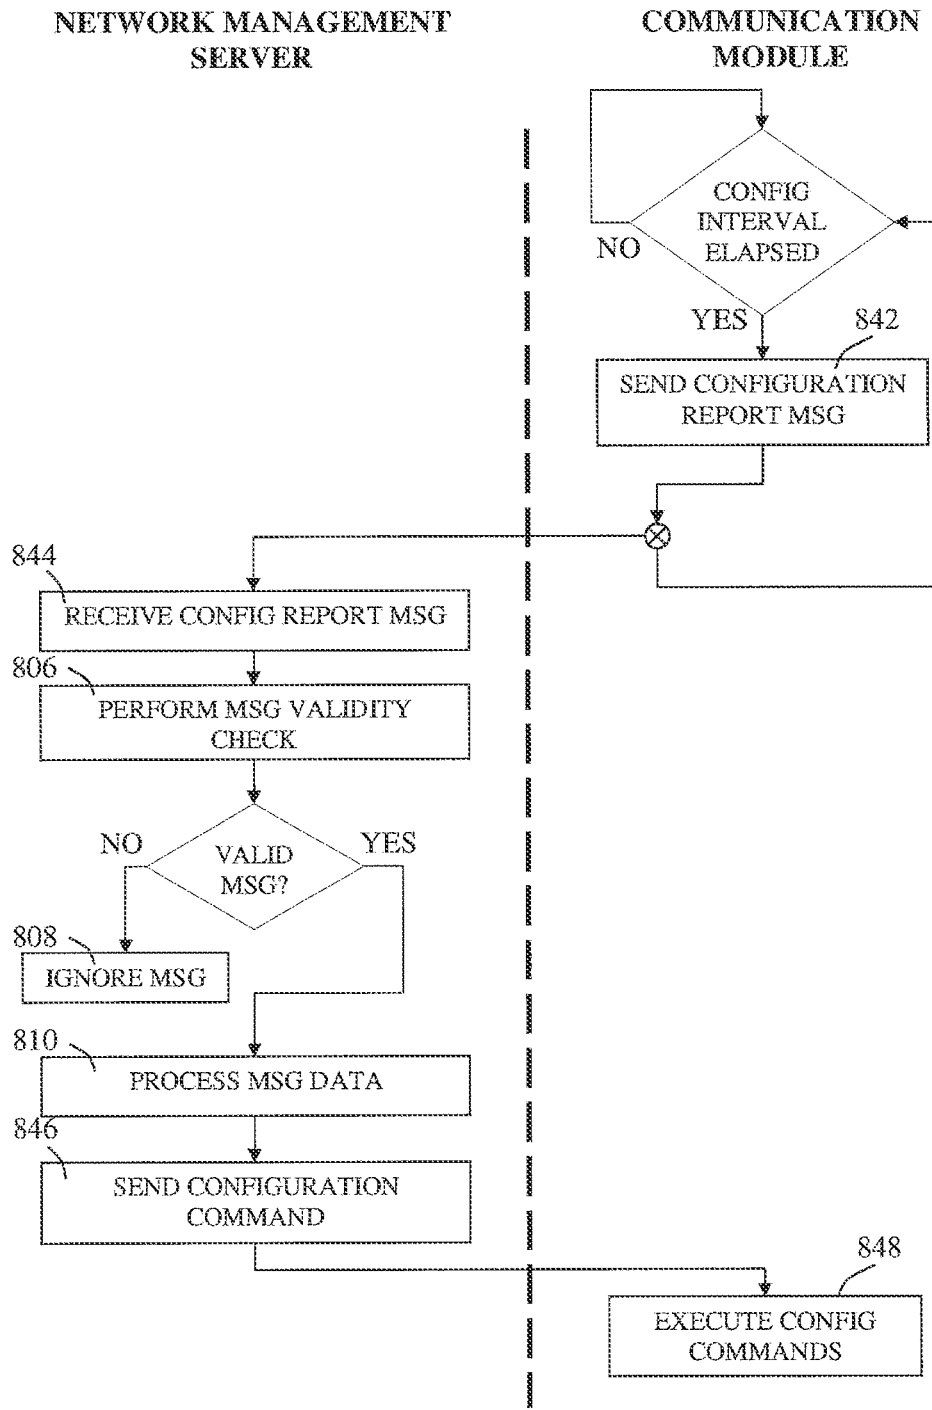 NETWORK MANAGEMENT
SERVER
COMMUNICATION
MODULE
CONFIG
INTERVAL
ELAPSED
NO
YES
842
SEND CONFIGURATION
REPORT MSG
844
RECEIVE CONFIG REPORT MSG
806
PERFORM MSG VALIDITY
CHECK
NO
YES
VALID
MSG?
808
IGNORE MSG
810
PROCESS MSG DATA
846
SEND CONFIGURATION
COMMAND
848
EXECUTE CONFIG
COMMANDS